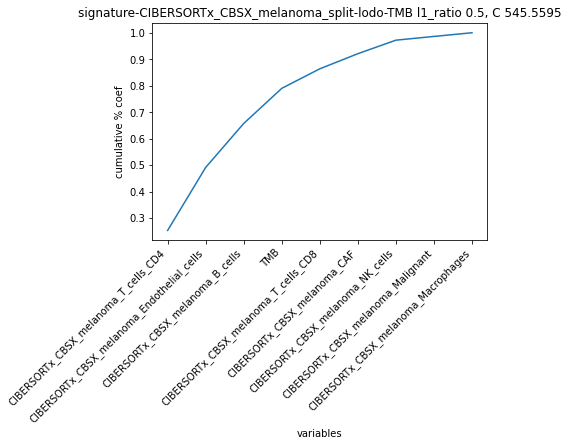 signature-CIBERSORTx_CBSX_melanoma_split-lodo-TMB l1_ratio 0.5, C 545.5595
1.0
0.9
0.8
0.7
0.6
0.5
0.4
0.3
cumulative % coef
CIBERSORTx_CBSX_melanoma_T_cells_CD4
CIBERSORTx_CBSX_melanoma_Endothelial_cells
CIBERSORTx_CBSX_melanoma_B_cells
TMB
CIBERSORTx_CBSX_melanoma_T_cells_CD8
CIBERSORTx_CBSX_melanoma_CAF
CIBERSORTx_CBSX_melanoma_NK_cells
CIBERSORTx_CBSX_melanoma_Malignant
CIBERSORTx_CBSX_melanoma_Macrophages
variables